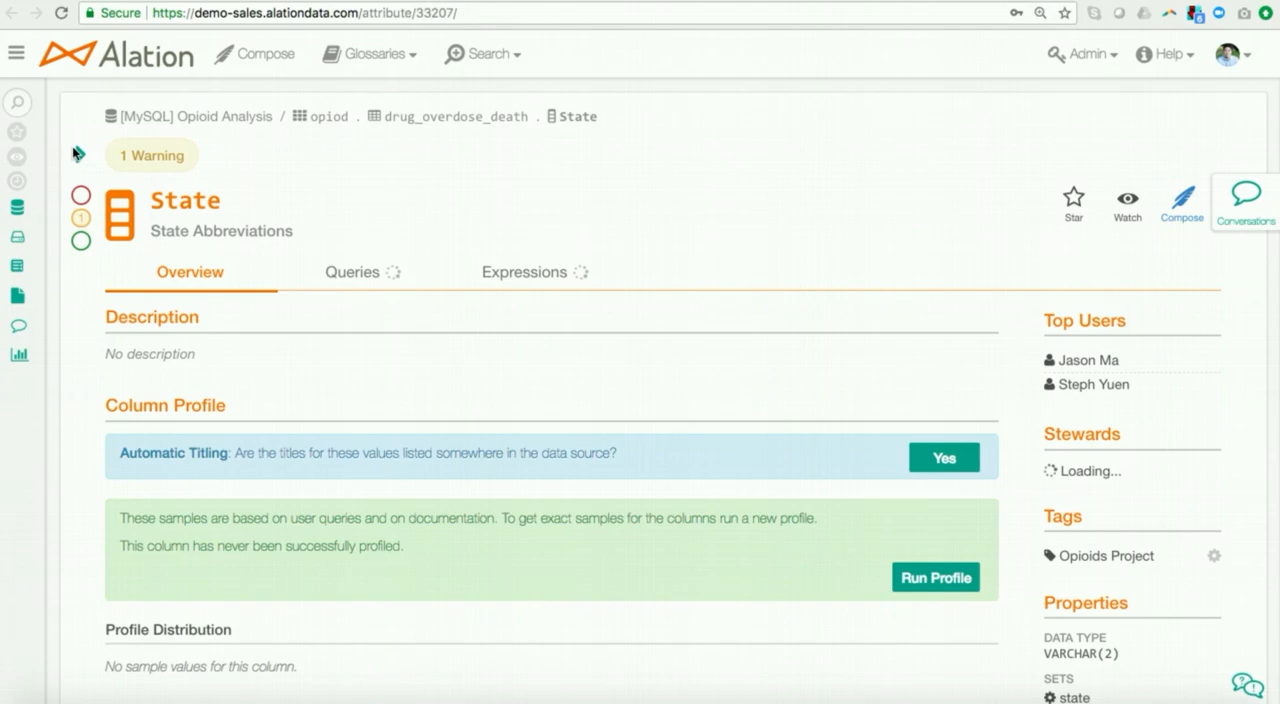 Secure https://demo-sales.alationdata.com/attribute/33207/
Alation Compose Glossaries Search Admin Help
[MySQL] Opioid Analysis / opiod . drug_overdose_death . State
1 Warning
State
1
State Abbreviations
Star Watch Compose Conversations
Overview Queries Expressions
Description
No description
Column Profile
Automatic Titling: Are the titles for these values listed somewhere in the data source? Yes
These samples are based on user queries and on documentation. To get exact samples for the columns run a new profile.
This column has never been successfully profiled.
Run Profile
Profile Distribution
No sample values for this column.
Top Users
Jason Ma
Steph Yuen
Stewards
Loading...
Tags
Opioids Project
Properties
DATA TYPE
VARCHAR(2)
SETS
state